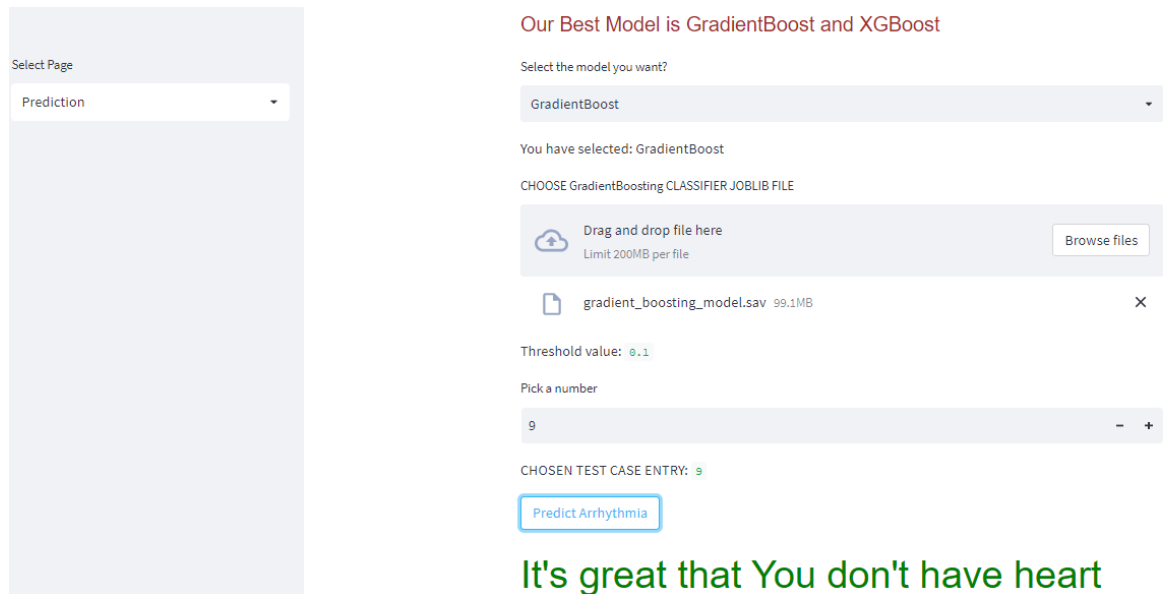 Select Page
Prediction
Our Best Model is GradientBoost and XGBoost
Select the model you want?
GradientBoost
You have selected: GradientBoost
CHOOSE GradientBoosting CLASSIFIER JOBLIB FILE
Drag and drop file here
Limit 200MB per file
Browse files
gradient_boosting_model.sav 99.1MB
Threshold value: 0.1
Pick a number
9
CHOSEN TEST CASE ENTRY: 9
Predict Arrhythmia
It's great that You don't have heart